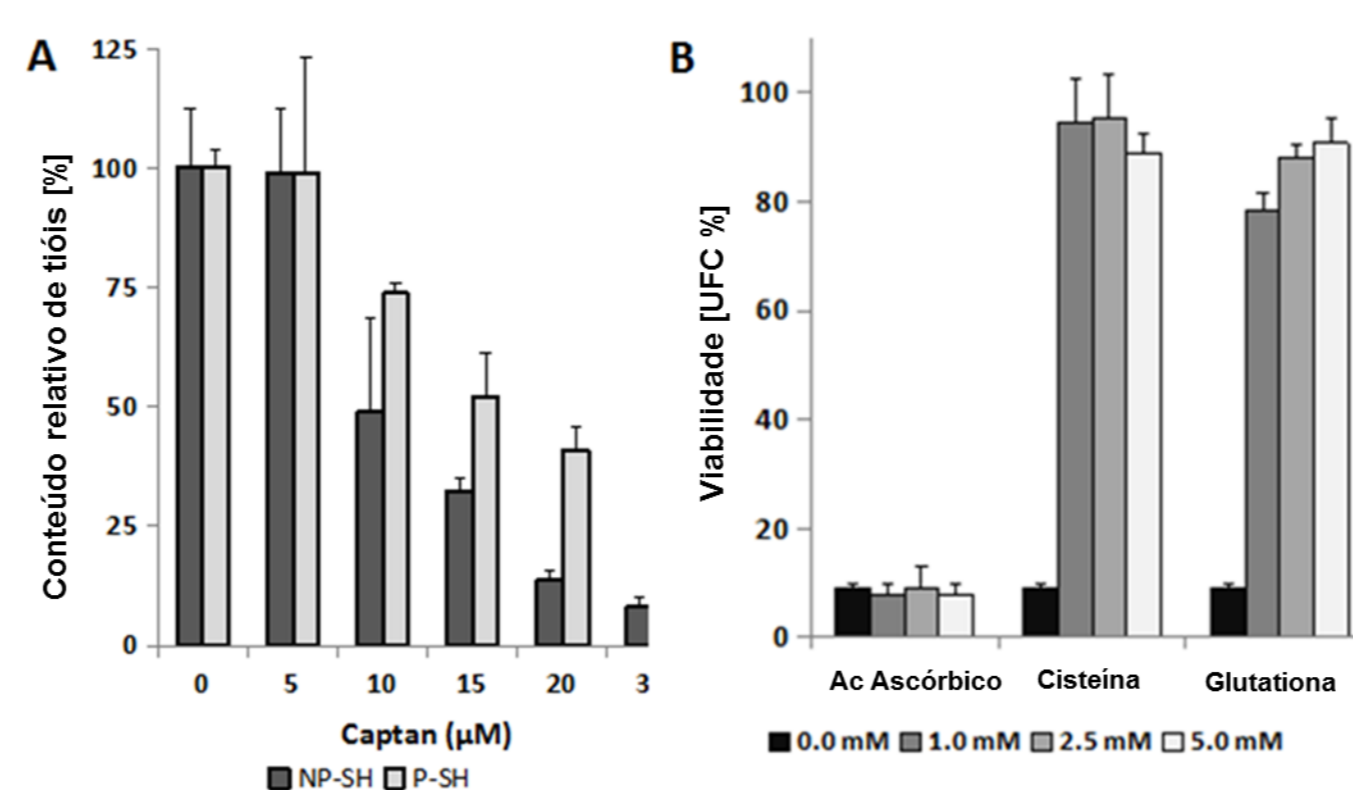 A
Conteúdo relativo de tióis [%]
125
100
75
50
25
0
0 5 10 15 20 3
Captan (µM)
NP-SH P-SH
B
Viabilidade [UFC %]
100
80
60
40
20
0
Ac Ascórbico Cisteína Glutationa
0.0 mM 1.0 mM 2.5 mM 5.0 mM